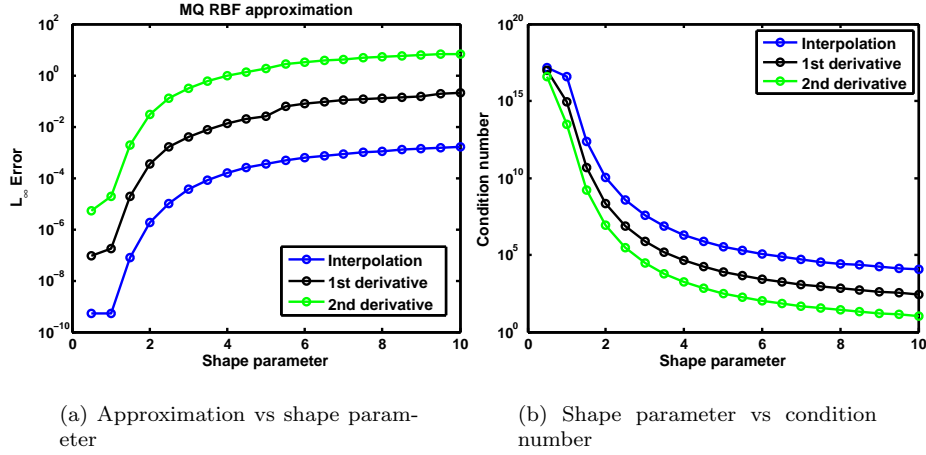 MQ RBF approximation
10^2
10^0
10^-2
10^-4
10^-6
10^-8
10^-10
L∞ Error
0 2 4 6 8 10
Shape parameter
Interpolation
1st derivative
2nd derivative
10^20
10^15
10^10
10^5
10^0
Condition number
0 2 4 6 8 10
Shape parameter
Interpolation
1st derivative
2nd derivative
(a) Approximation vs shape param-
eter
(b) Shape parameter vs condition
number